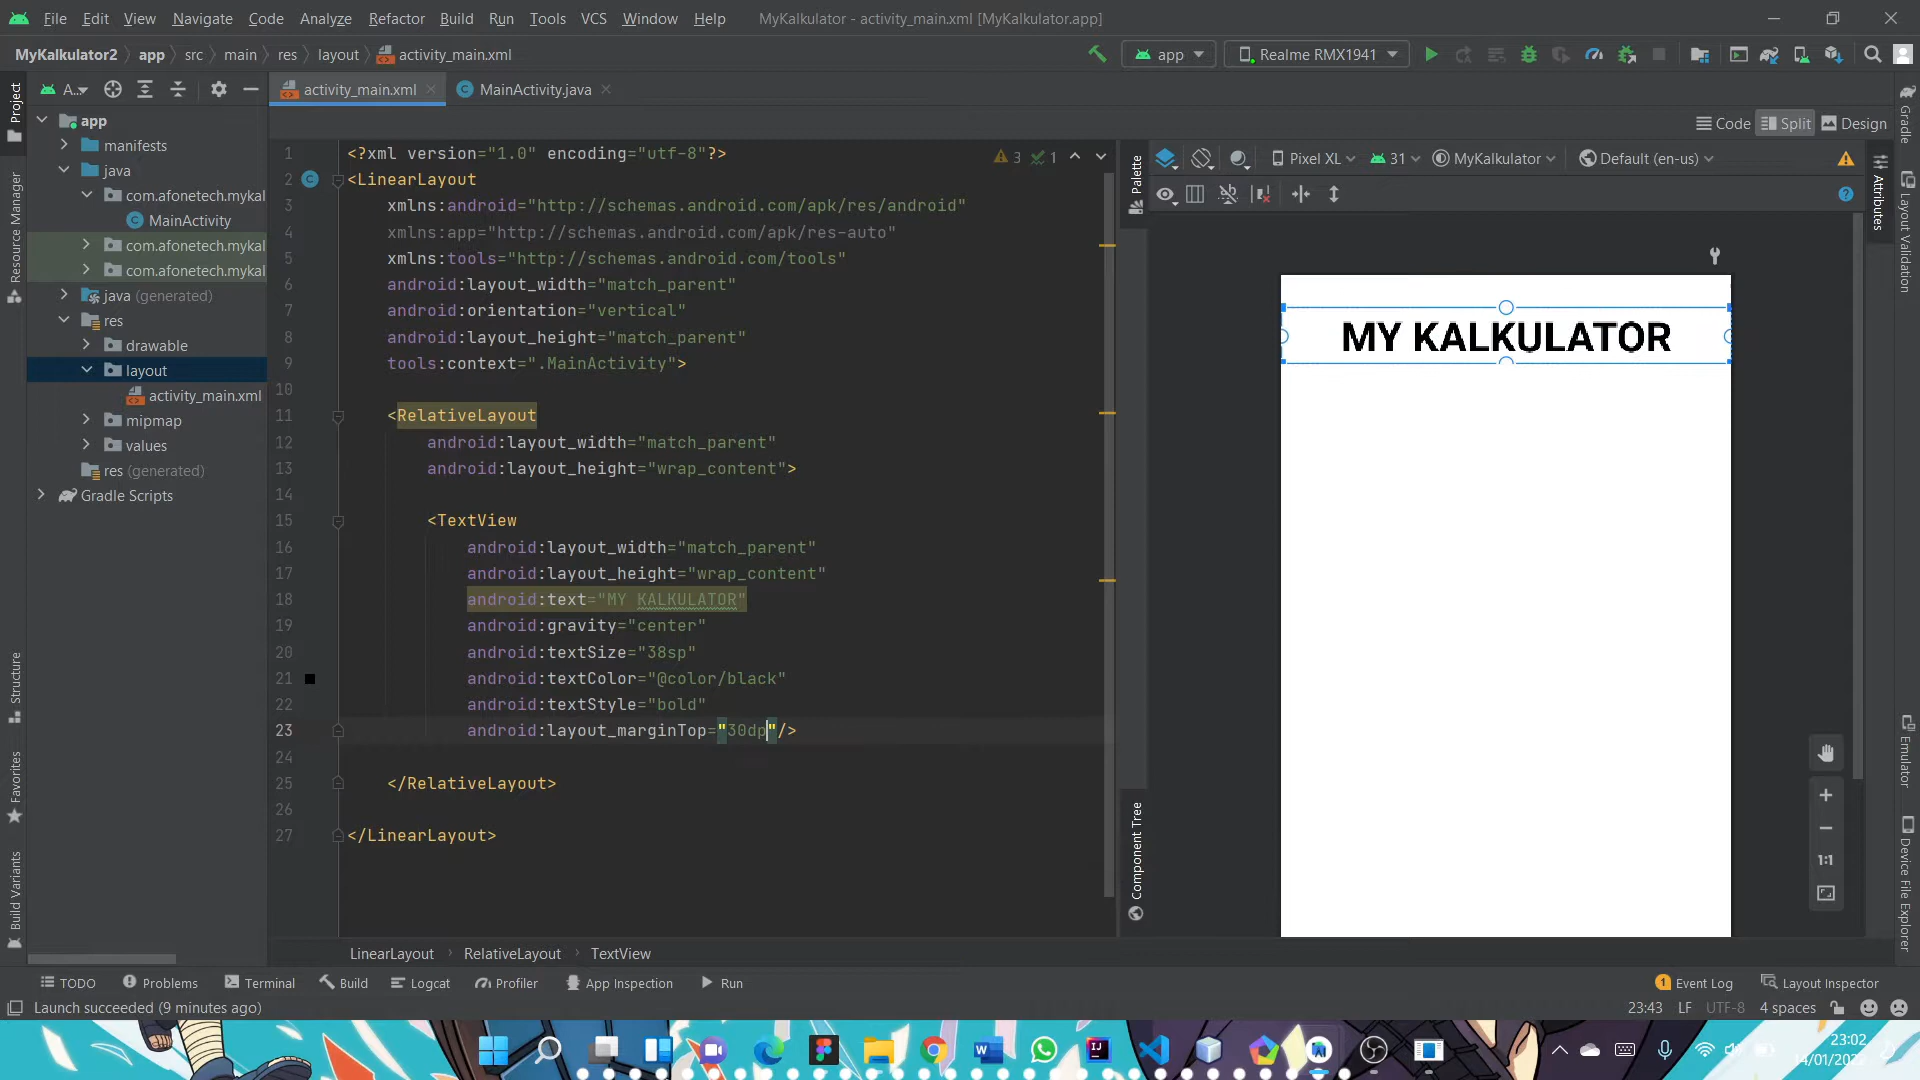 File Edit View Navigate Code Analyze Refactor Build Run Tools VCS Window Help MyKalkulator - activity_main.xml [MyKalkulator.app]
MyKalkulator2 app src main res layout activity_main.xml app Realme RMX1941
Project
A... activity_main.xml MainActivity.java
Code Split Design
app
manifests
java
com.afonetech.mykal
MainActivity
com.afonetech.mykal
com.afonetech.mykal
java (generated)
res
drawable
layout
activity_main.xml
mipmap
values
res (generated)
Gradle Scripts
Resource Manager
Structure
Favorites
Build Variants
3 1
1 <?xml version="1.0" encoding="utf-8"?>
2 <LinearLayout
3 xmlns:android="http://schemas.android.com/apk/res/android"
4 xmlns:app="http://schemas.android.com/apk/res-auto"
5 xmlns:tools="http://schemas.android.com/tools"
6 android:layout_width="match_parent"
7 android:orientation="vertical"
8 android:layout_height="match_parent"
9 tools:context=".MainActivity">
10
11 <RelativeLayout
12 android:layout_width="match_parent"
13 android:layout_height="wrap_content">
14
15 <TextView
16 android:layout_width="match_parent"
17 android:layout_height="wrap_content"
18 android:text="MY KALKULATOR"
19 android:gravity="center"
20 android:textSize="38sp"
21 android:textColor="@color/black"
22 android:textStyle="bold"
23 android:layout_marginTop="30dp"/>
24
25 </RelativeLayout>
26
27 </LinearLayout>
Palette
Component Tree
Pixel XL 31 MyKalkulator Default (en-us)
MY KALKULATOR
1:1
Attributes
Gradle
Layout Validation
Emulator
Device File Explorer
LinearLayout RelativeLayout TextView
TODO Problems Terminal Build Logcat Profiler App Inspection Run 1 Event Log Layout Inspector
Launch succeeded (9 minutes ago) 23:43 LF UTF-8 4 spaces
23:02
14/01/2022